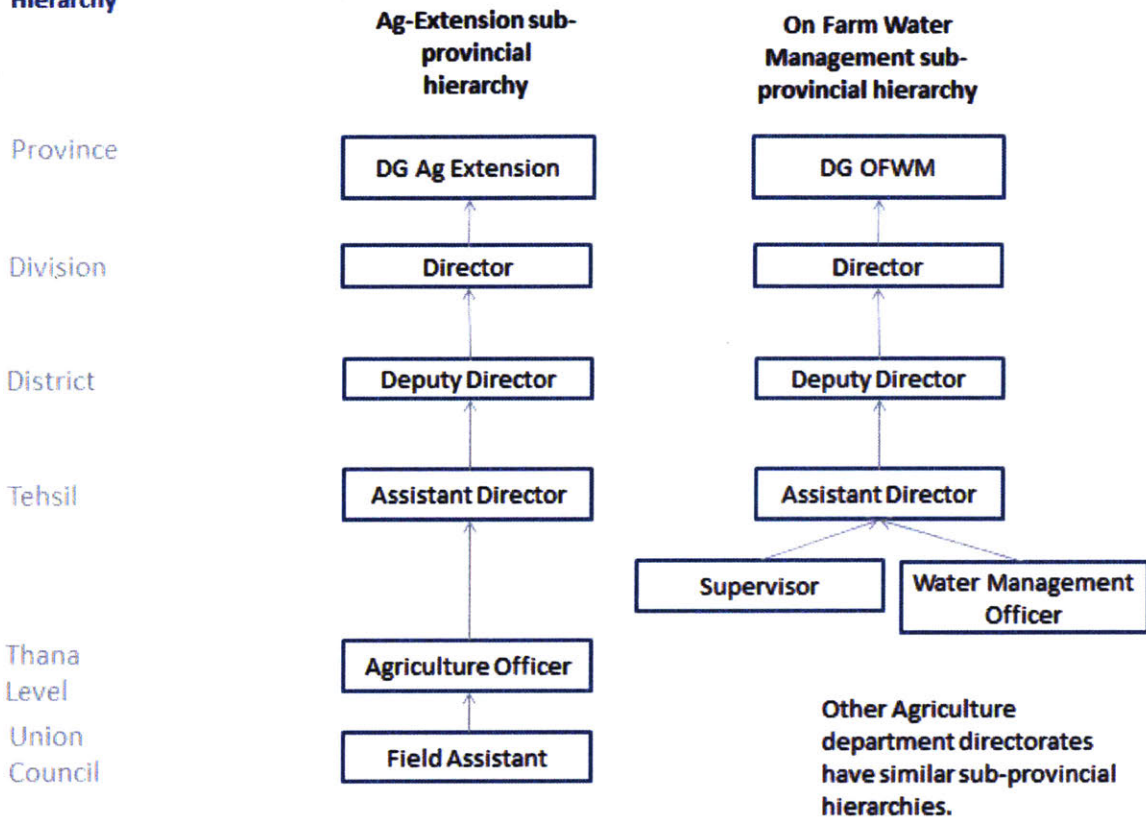 Hierarchy
Ag-Extension sub-
provincial
hierarchy
On Farm Water
Management sub-
provincial hierarchy
Province
DG Ag Extension
DG OFWM
Division
Director
Director
District
Deputy Director
Deputy Director
Tehsil
Assistant Director
Assistant Director
Supervisor
Water Management
Officer
Thana
Level
Agriculture Officer
Union
Council
Field Assistant
Other Agriculture
department directorates
have similar sub-provincial
hierarchies.